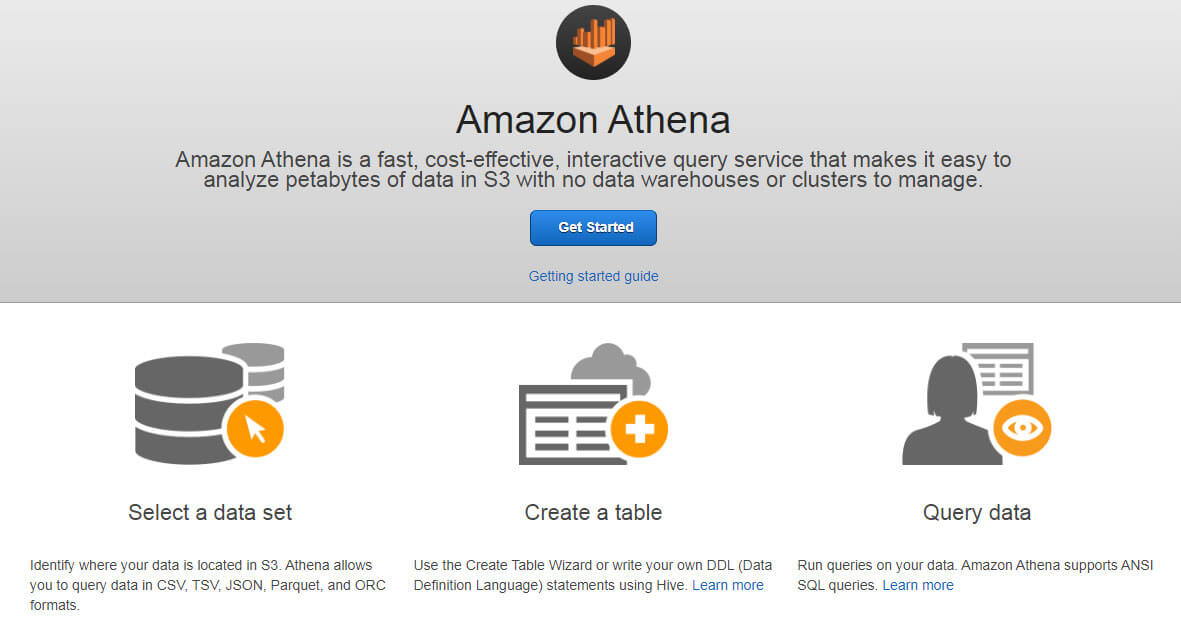 Amazon Athena
Amazon Athena is a fast, cost-effective, interactive query service that makes it easy to
analyze petabytes of data in S3 with no data warehouses or clusters to manage.
Get Started
Getting started guide
Select a data set
Identify where your data is located in S3. Athena allows
you to query data in CSV, TSV, JSON, Parquet, and ORC
formats.
Create a table
Use the Create Table Wizard or write your own DDL (Data
Definition Language) statements using Hive. Learn more
Query data
Run queries on your data. Amazon Athena supports ANSI
SQL queries. Learn more